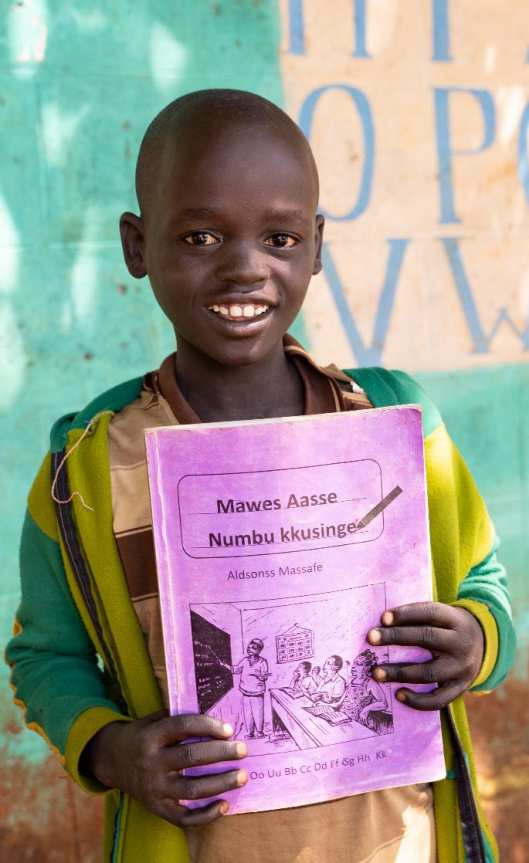 O P
V W
Mawes Aasse
Numbu kkusinge
Aldsonss Massafe
Oo Uu Bb Cc Dd Ff Gg Hh Kk